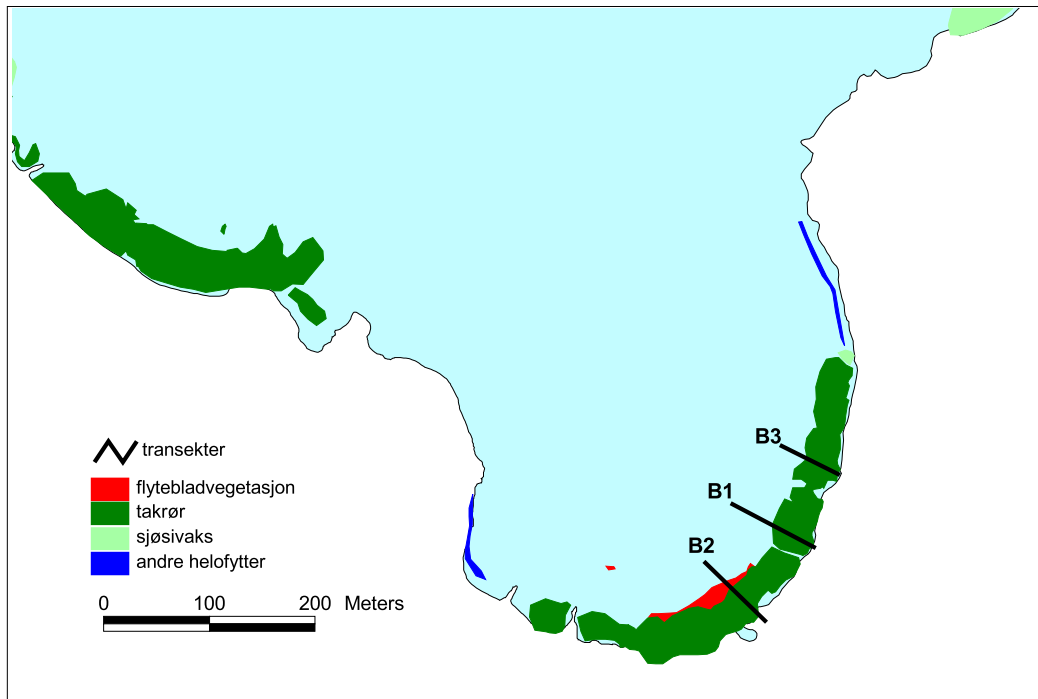 B3
B1
B2
transekter
flytebladvegetasjon
takrør
sjøsivaks
andre helofytter
0 100 200 Meters